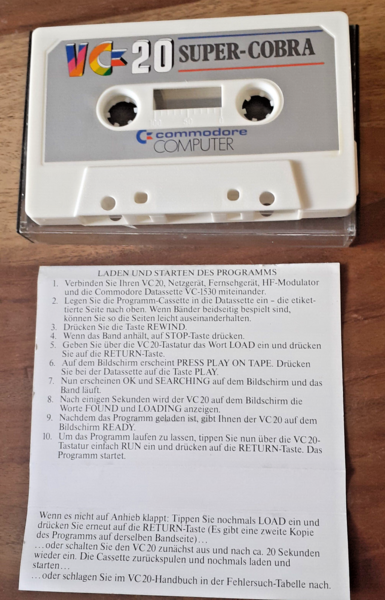 VC 20 SUPER-COBRA
commodore
COMPUTER
LADEN UND STARTEN DES PROGRAMMS
1. Verbinden Sie Ihren VC 20, Netzgerät, Fernsehgerät, HF-Modulator
und die Commodore Datassette VC-1530 miteinander.
2. Legen Sie die Programm-Cassette in die Datassette ein – die etiket-
tierte Seite nach oben. Wenn Bänder beidseitig bespielt sind,
können Sie so die Seiten leicht auseinanderhalten.
3. Drücken Sie die Taste REWIND.
4. Wenn das Band anhält, auf STOP-Taste drücken.
5. Geben Sie über die VC 20-Tastatur das Wort LOAD ein und drücken
Sie auf die RETURN-Taste.
6. Auf dem Bildschirm erscheint PRESS PLAY ON TAPE. Drücken
Sie bei der Datassette auf die Taste PLAY.
7. Nun erscheinen OK und SEARCHING auf dem Bildschirm und das
Band läuft.
8. Nach einigen Sekunden wird der VC 20 auf dem Bildschirm die
Worte FOUND und LOADING anzeigen.
9. Nachdem das Programm geladen ist, gibt Ihnen der VC 20 auf dem
Bildschirm READY.
10. Um das Programm laufen zu lassen, tippen Sie nun über die VC 20-
Tastatur einfach RUN ein und drücken auf die RETURN-Taste. Das
Programm startet.
Wenn es nicht auf Anhieb klappt: Tippen Sie nochmals LOAD ein und
drücken Sie erneut auf die RETURN-Taste (Es gibt eine zweite Kopie
des Programms auf derselben Bandseite)…
…oder schalten Sie den VC 20 zunächst aus und nach ca. 20 Sekunden
wieder ein. Die Cassette zurückspulen und nochmals laden und
starten…
…oder schlagen Sie im VC 20-Handbuch in der Fehlersuch-Tabelle nach.